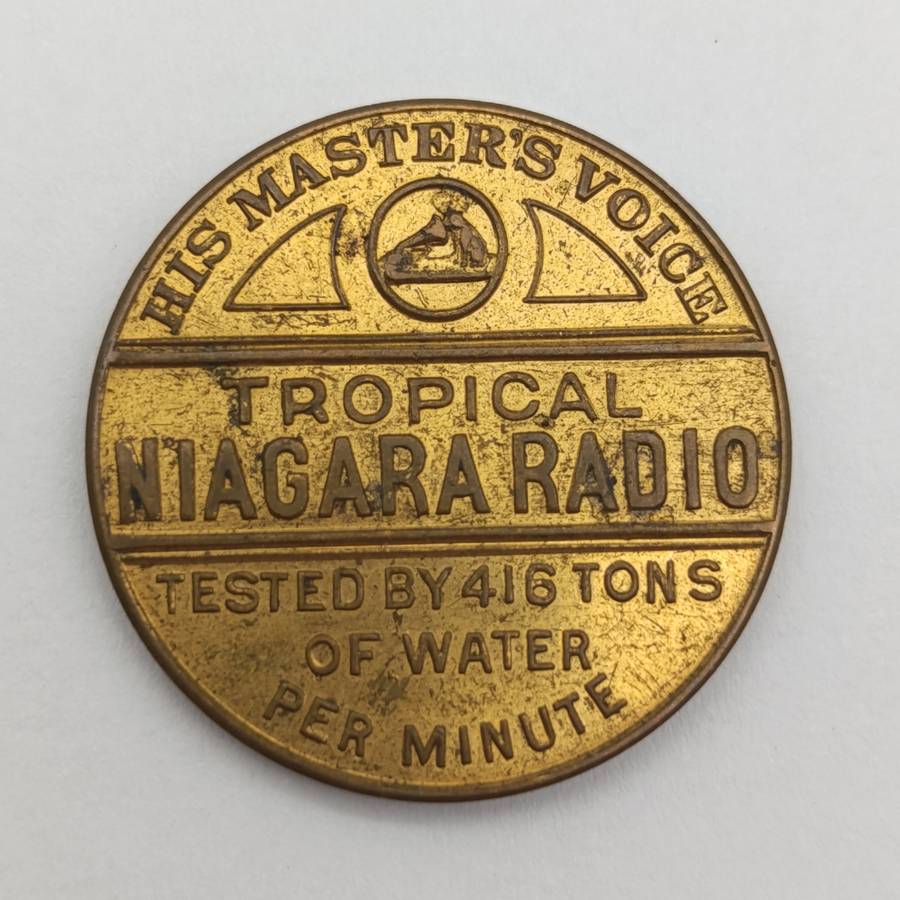 HIS MASTER'S VOICE
TROPICAL
NIAGARA RADIO
TESTED BY 416 TONS
OF WATER
PER MINUTE